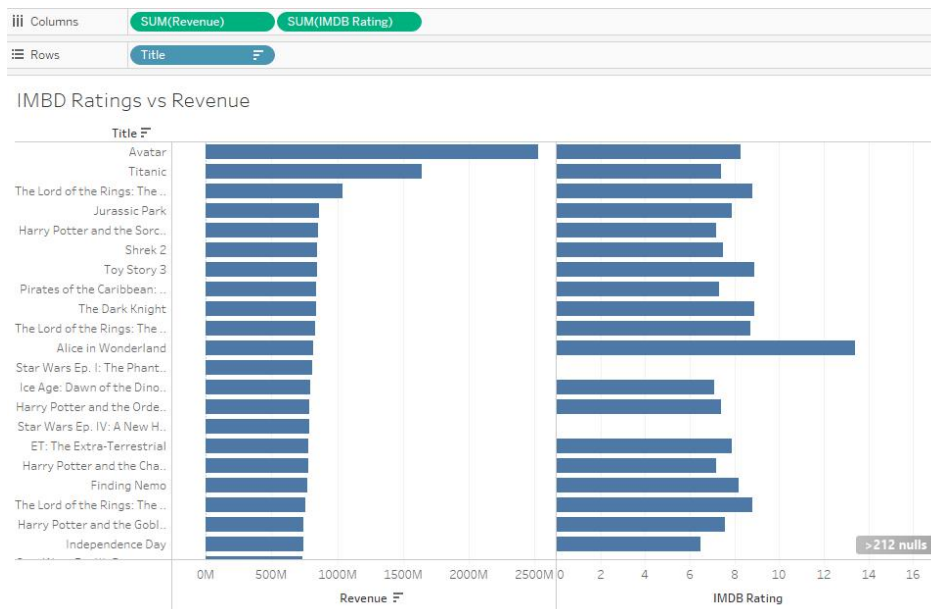 Columns SUM(Revenue) SUM(IMDB Rating)
Rows Title
IMBD Ratings vs Revenue
Title
Avatar
Titanic
The Lord of the Rings: The ..
Jurassic Park
Harry Potter and the Sorc..
Shrek 2
Toy Story 3
Pirates of the Caribbean: ..
The Dark Knight
The Lord of the Rings: The ..
Alice in Wonderland
Star Wars Ep. I: The Phant..
Ice Age: Dawn of the Dino..
Harry Potter and the Orde..
Star Wars Ep. IV: A New H..
ET: The Extra-Terrestrial
Harry Potter and the Cha..
Finding Nemo
The Lord of the Rings: The ..
Harry Potter and the Gobl..
Independence Day
>212 nulls
0M 500M 1000M 1500M 2000M 2500M 0 2 4 6 8 10 12 14 16
Revenue IMDB Rating